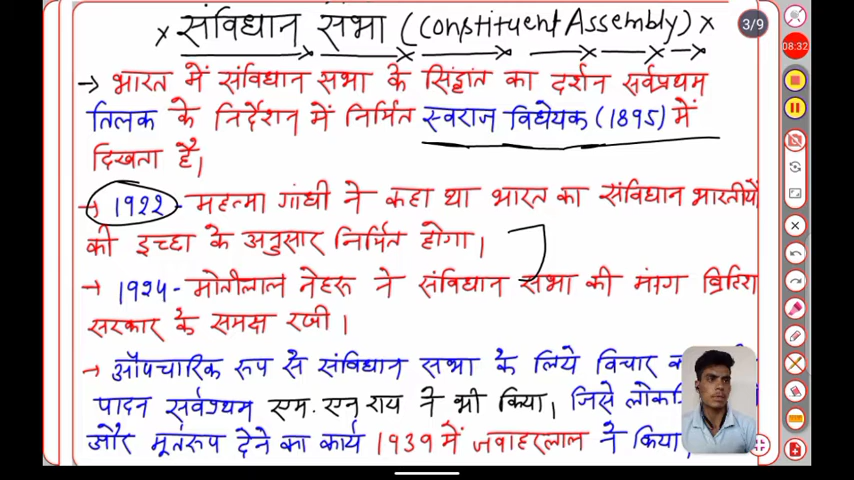 × संविधान सभा (Constituent Assembly) ×
3/9
08:32
→ भारत में संविधान सभा के सिंद्दांत का दर्शन सर्वप्रथम
तिलक के निर्देशन में निर्मित स्वराज विधेयक (1895) में
दिखता है।
→ 1922 - महत्मा गांधी ने कहा था भारत का संविधान भारतीयों
की इच्छा के अनुसार निर्मित होगा।
→ 1924 - मोतीलाल नेहरू ने संविधान सभा की मांग ब्रिटिश
सरकार के समक्ष रखी।
→ औपचारिक रूप से संविधान सभा के लिये विचार
पादन सर्वप्रथम एम. एन राय ने भी किया। जिसे
और मूर्तरूप देने का कार्य 1939 में जवाहरलाल ने किया